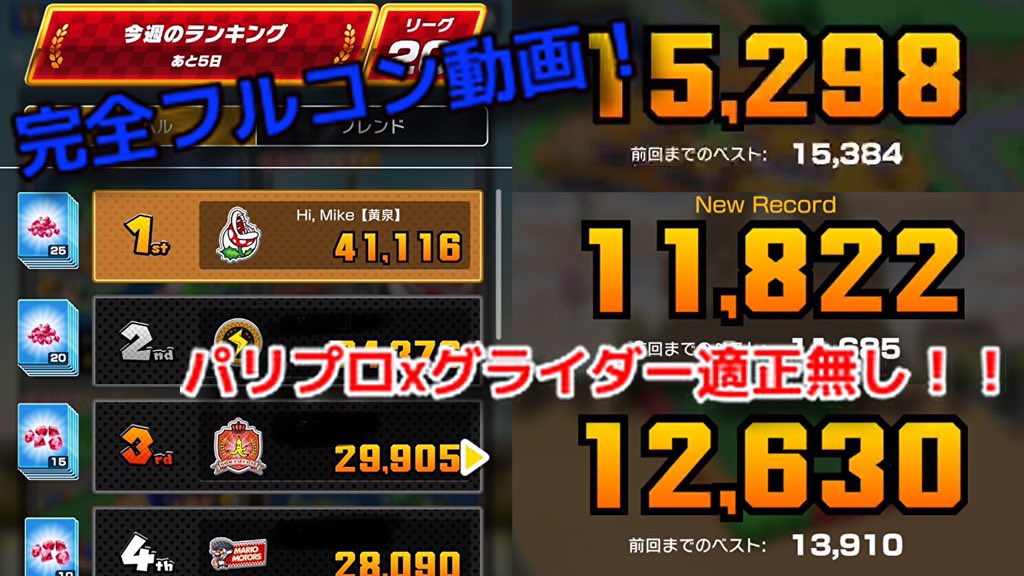 今週のランキング
あと5日
リーグ
完全フルコン動画！
フレンド
25
1st
Hi, Mike【黄泉】
41,116
20
2nd
パリプロxグライダー適正無し！！
15
3rd
29,905
4th
MARIO MOTORS
28,090
15,298
前回までのベスト: 15,384
New Record
11,822
前回までのベスト:
12,630
前回までのベスト: 13,910